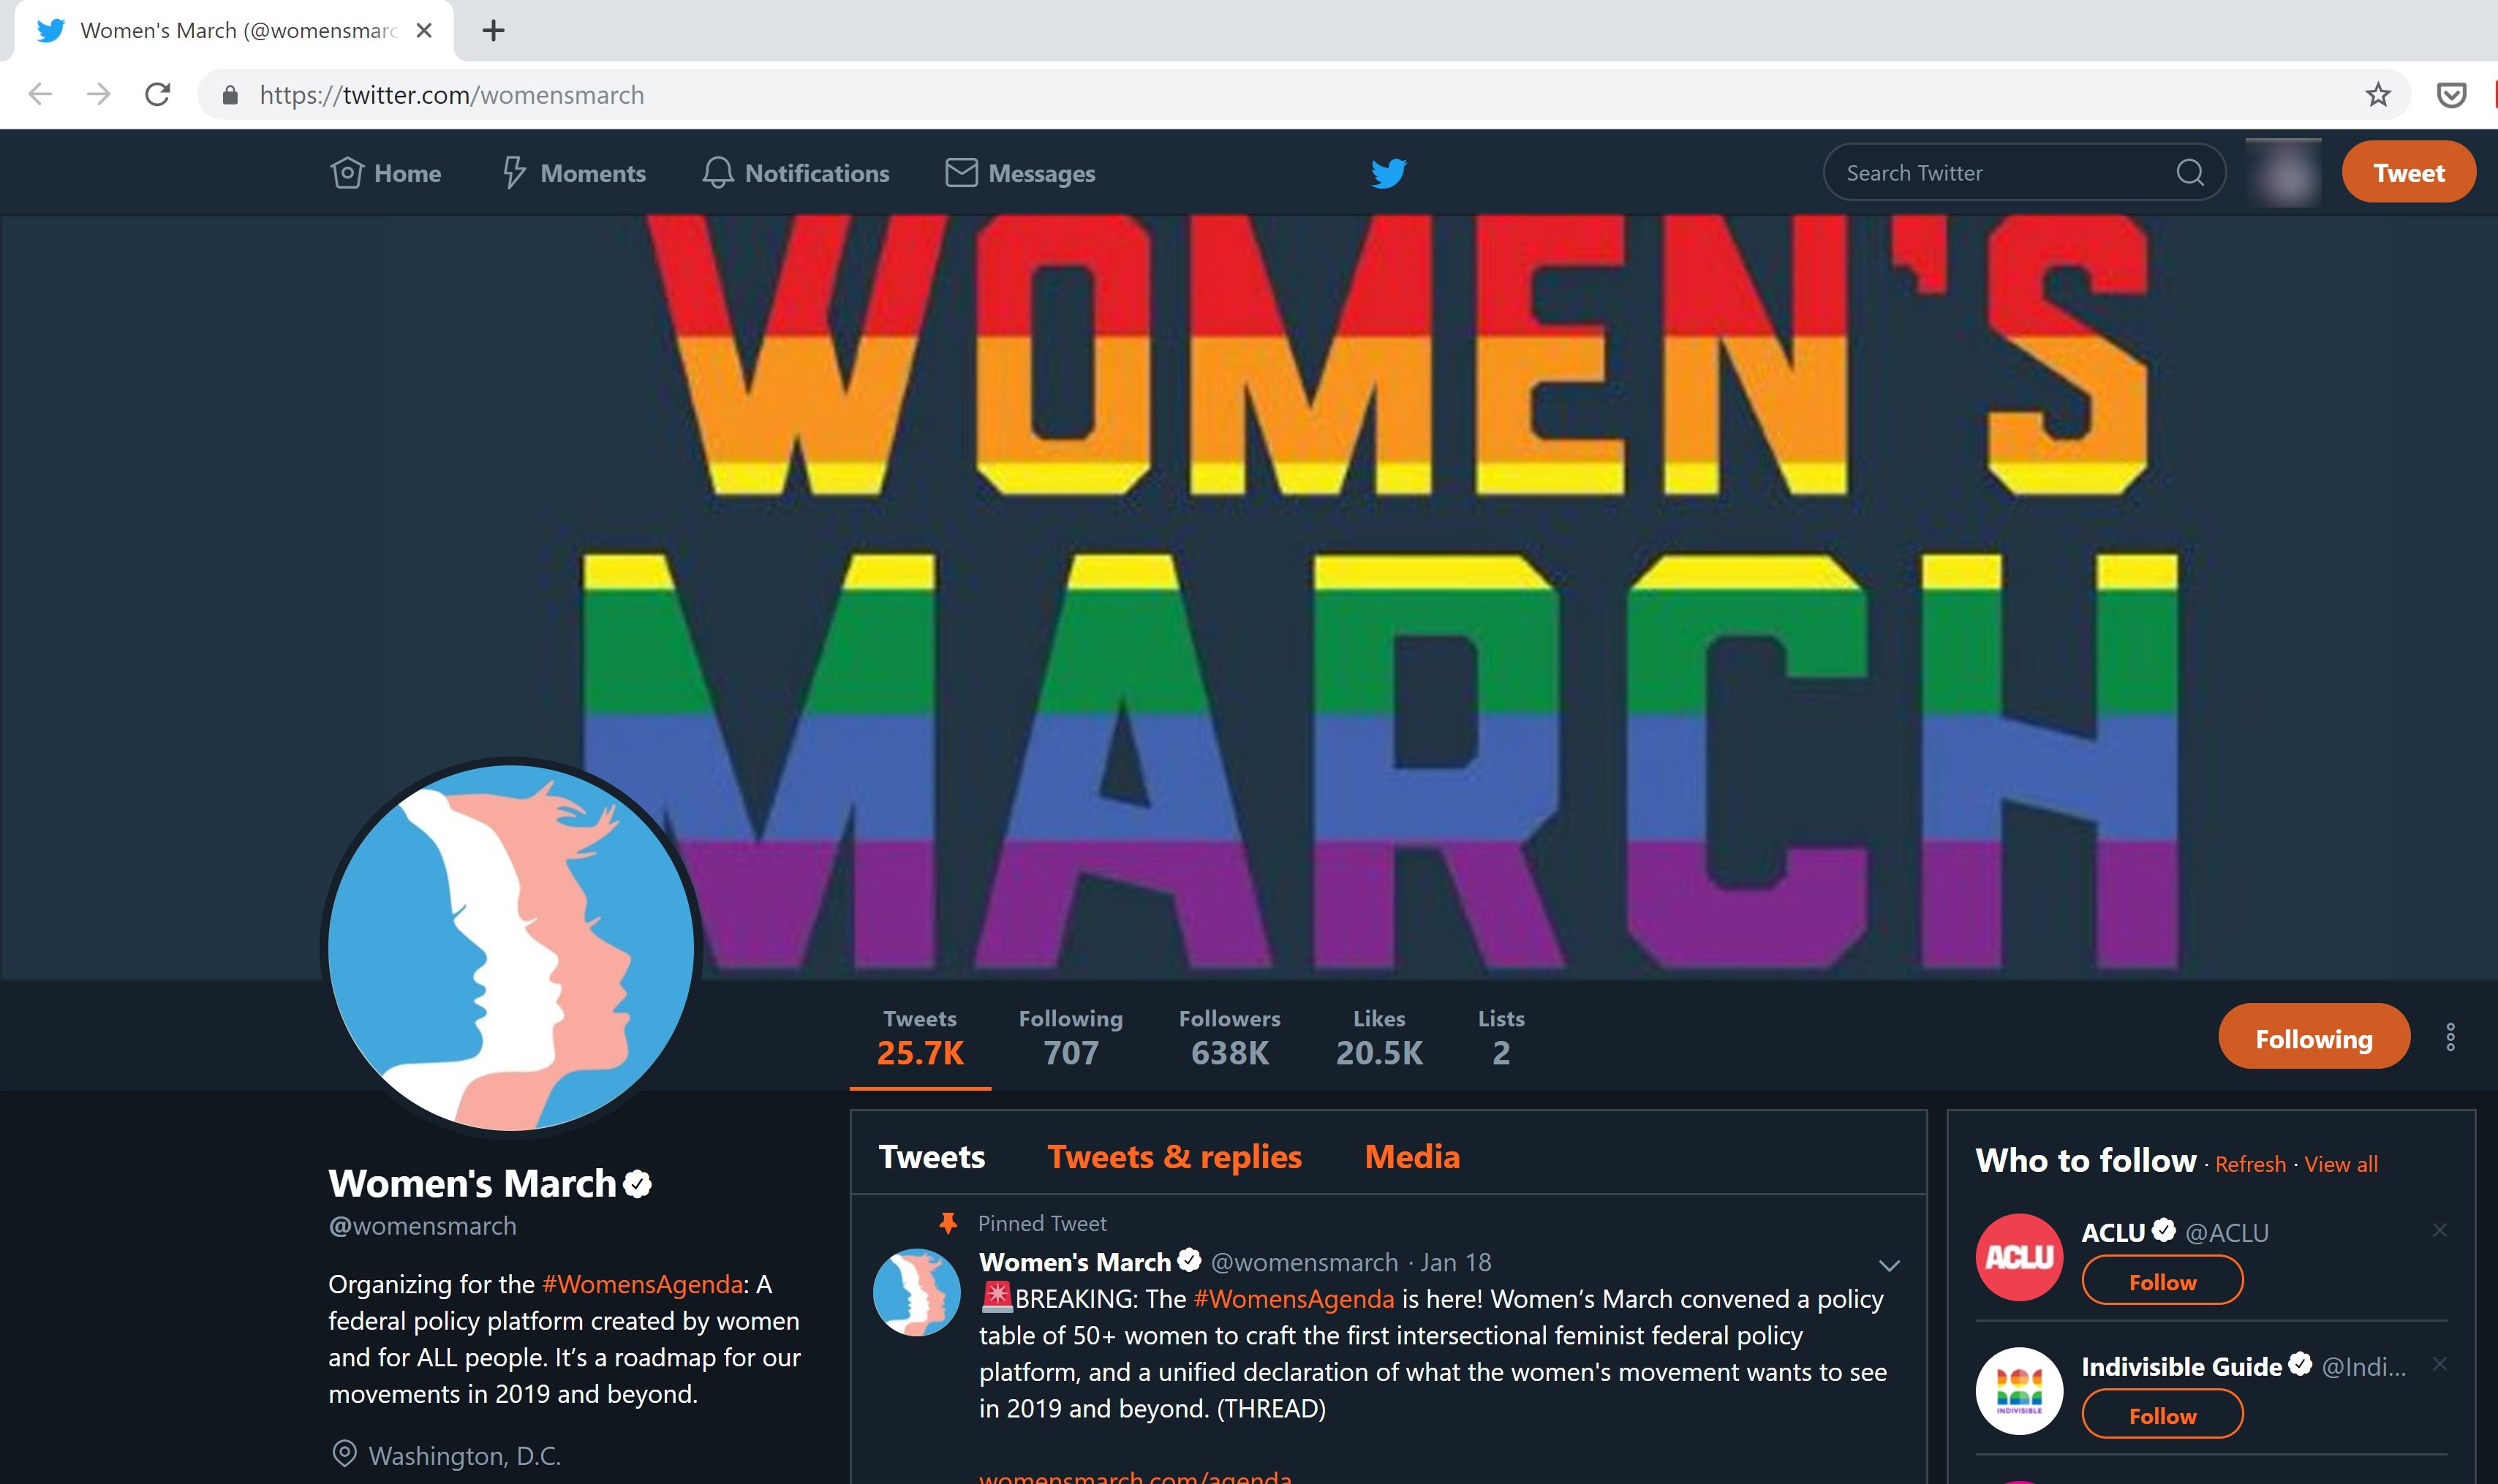 Women's March (@womensmarc
https://twitter.com/womensmarch
Home
Moments
Notifications
Messages
Search Twitter
Tweet
WOMEN'S
MARCH
Tweets
25.7K
Following
707
Followers
638K
Likes
20.5K
Lists
2
Following
Women's March
@womensmarch
Organizing for the #WomensAgenda: A
federal policy platform created by women
and for ALL people. It’s a roadmap for our
movements in 2019 and beyond.
Washington, D.C.
Tweets
Tweets & replies
Media
Pinned Tweet
Women's March @womensmarch · Jan 18
BREAKING: The #WomensAgenda is here! Women’s March convened a policy
table of 50+ women to craft the first intersectional feminist federal policy
platform, and a unified declaration of what the women's movement wants to see
in 2019 and beyond. (THREAD)
womensmarch.com/agenda
Who to follow · Refresh · View all
ACLU
ACLU @ACLU
Follow
INDIVISIBLE
Indivisible Guide @Indi...
Follow